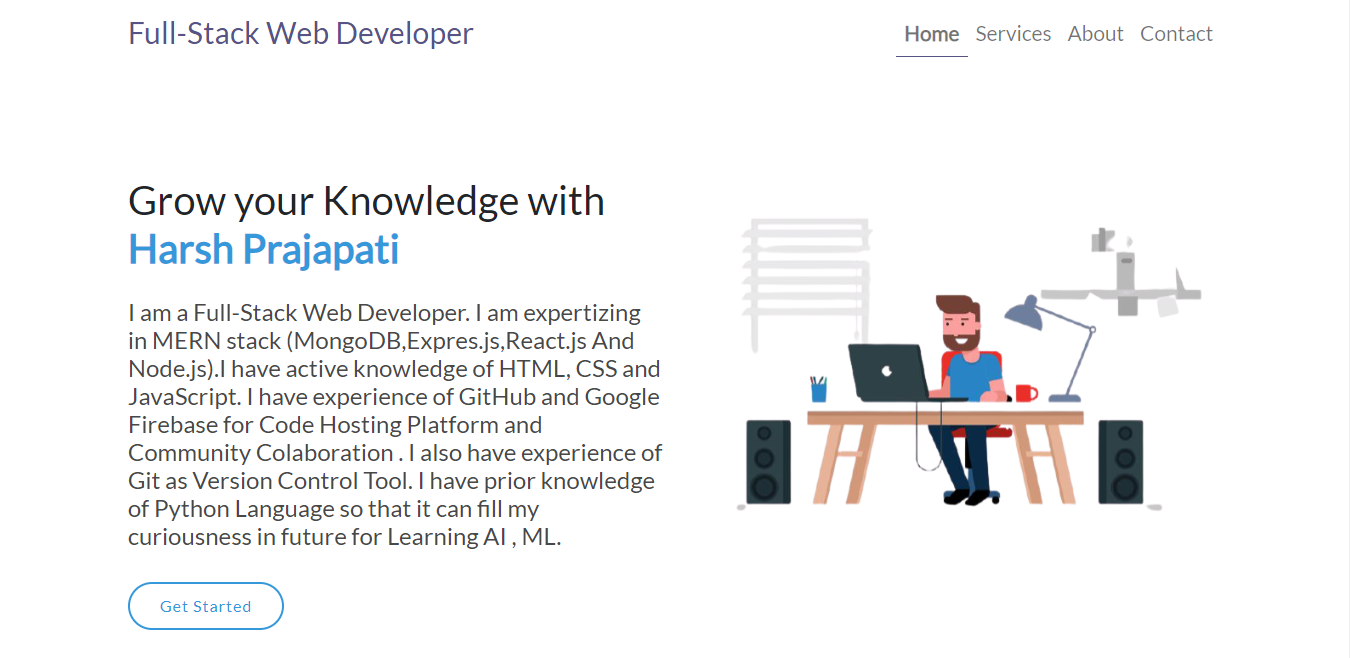 Full-Stack Web Developer
Home Services About Contact
Grow your Knowledge with
Harsh Prajapati
I am a Full-Stack Web Developer. I am expertizing
in MERN stack (MongoDB,Expres.js,React.js And
Node.js).I have active knowledge of HTML, CSS and
JavaScript. I have experience of GitHub and Google
Firebase for Code Hosting Platform and
Community Colaboration . I also have experience of
Git as Version Control Tool. I have prior knowledge
of Python Language so that it can fill my
curiousness in future for Learning AI , ML.
Get Started